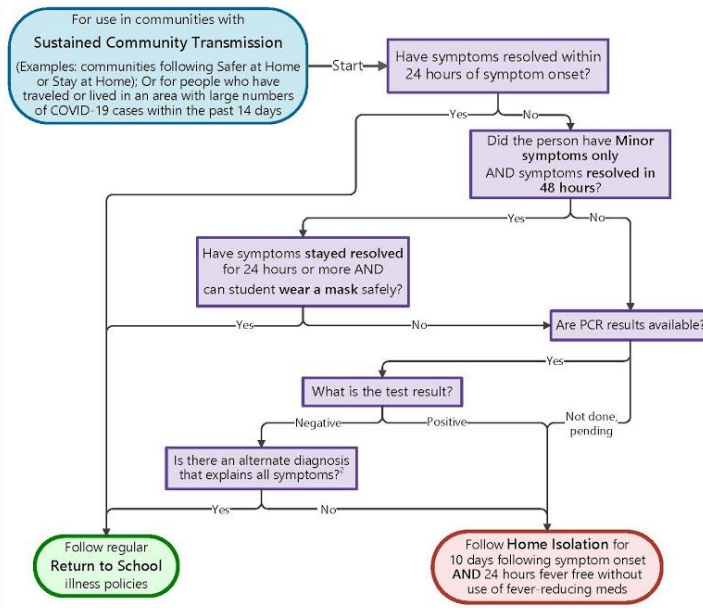 For use in communities with
Sustained Community Transmission
(Examples: communities following Safer at Home
or Stay at Home); Or for people who have
traveled or lived in an area with large numbers
of COVID-19 cases within the past 14 days
Start
Have symptoms resolved within
24 hours of symptom onset?
Yes
No
Did the person have Minor
symptoms only
AND symptoms resolved in
48 hours?
Yes
No
Have symptoms stayed resolved
for 24 hours or more AND
can student wear a mask safely?
Yes
No
Are PCR results available?
Yes
What is the test result?
Negative
Positive
Not done,
pending
Is there an alternate diagnosis
that explains all symptoms?2
Yes
No
Follow regular
Return to School
illness policies
Follow Home Isolation for
10 days following symptom onset
AND 24 hours fever free without
use of fever-reducing meds